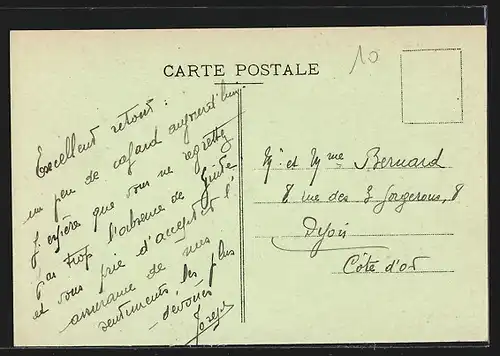 10
CARTE POSTALE
Excellent retour :
un peu de cafard aujourd'hui
J'espère que vous ne regrettez
pas trop l'absence de
et vous prie d'accepter l'
assurance de mes
sentiments les plus
dévoués
Mr et Mme Bernard
8 rue des 3 Forgerons, 8
Dijon
Côte d'or